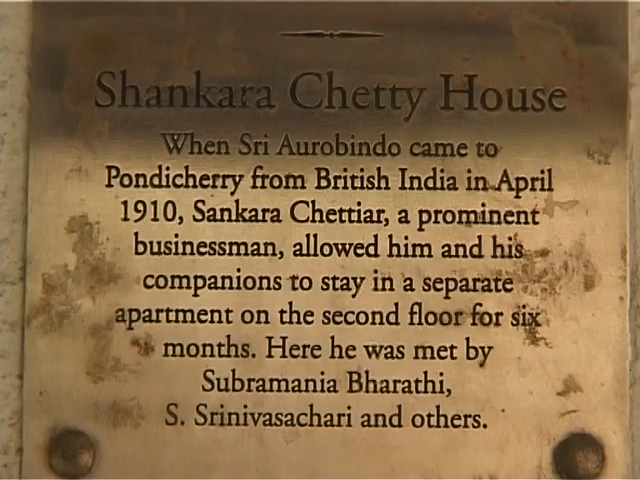 Shankara Chetty House
When Sri Aurobindo came to
Pondicherry from British India in April
1910, Sankara Chettiar, a prominent
businessman, allowed him and his
companions to stay in a separate
apartment on the second floor for six
months. Here he was met by
Subramania Bharathi,
S. Srinivasachari and others.